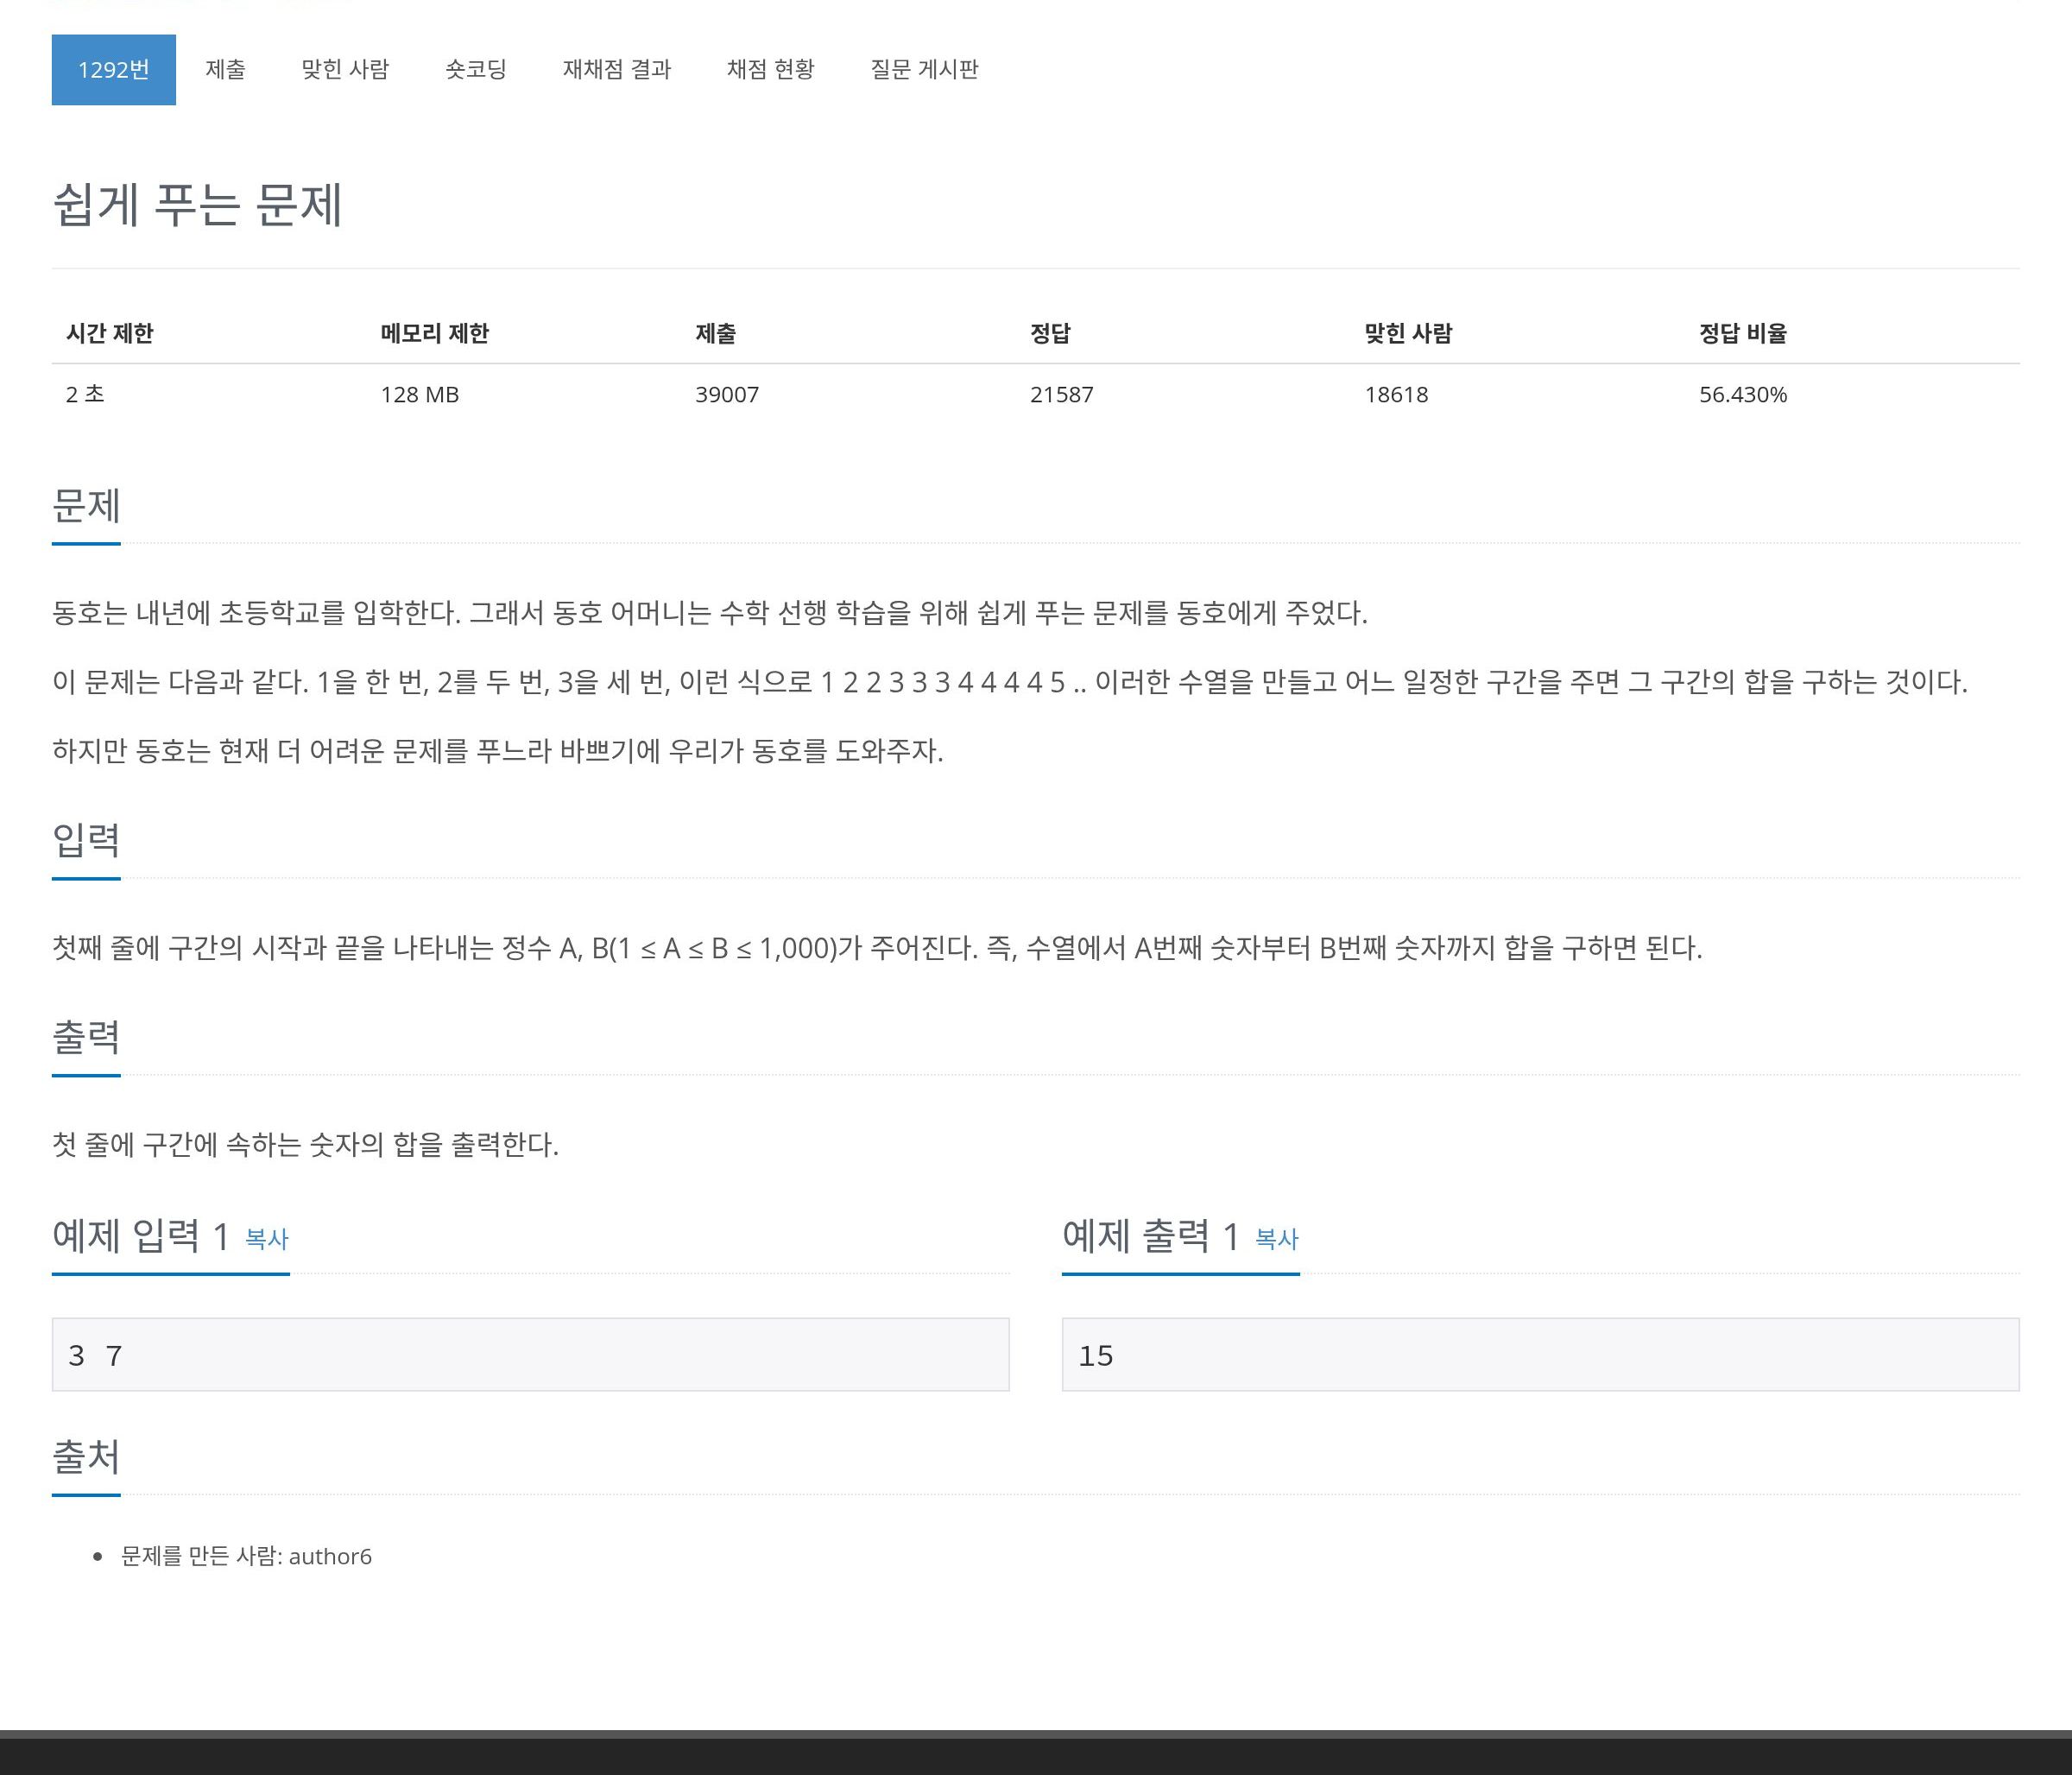 1292번 제출 맞힌 사람 숏코딩 재채점 결과 채점 현황 질문 게시판
쉽게 푸는 문제
시간 제한 메모리 제한 제출 정답 맞힌 사람 정답 비율
2 초 128 MB 39007 21587 18618 56.430%
문제
동호는 내년에 초등학교를 입학한다. 그래서 동호 어머니는 수학 선행 학습을 위해 쉽게 푸는 문제를 동호에게 주었다.
이 문제는 다음과 같다. 1을 한 번, 2를 두 번, 3을 세 번, 이런 식으로 1 2 2 3 3 3 4 4 4 4 5 .. 이러한 수열을 만들고 어느 일정한 구간을 주면 그 구간의 합을 구하는 것이다.
하지만 동호는 현재 더 어려운 문제를 푸느라 바쁘기에 우리가 동호를 도와주자.
입력
첫째 줄에 구간의 시작과 끝을 나타내는 정수 A, B(1 ≤ A ≤ B ≤ 1,000)가 주어진다. 즉, 수열에서 A번째 숫자부터 B번째 숫자까지 합을 구하면 된다.
출력
첫 줄에 구간에 속하는 숫자의 합을 출력한다.
예제 입력 1 복사
3 7
예제 출력 1 복사
15
출처
• 문제를 만든 사람: author6